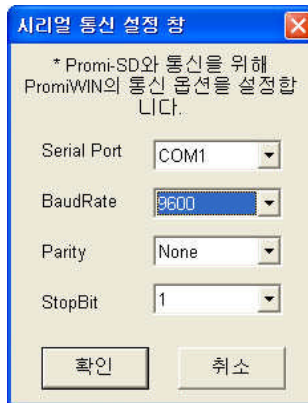 시리얼 통신 설정 창
* Promi-SD와 통신을 위해
PromiWIN의 통신 옵션을 설정합
니다.
Serial Port COM1
BaudRate 9600
Parity None
StopBit 1
확인 취소